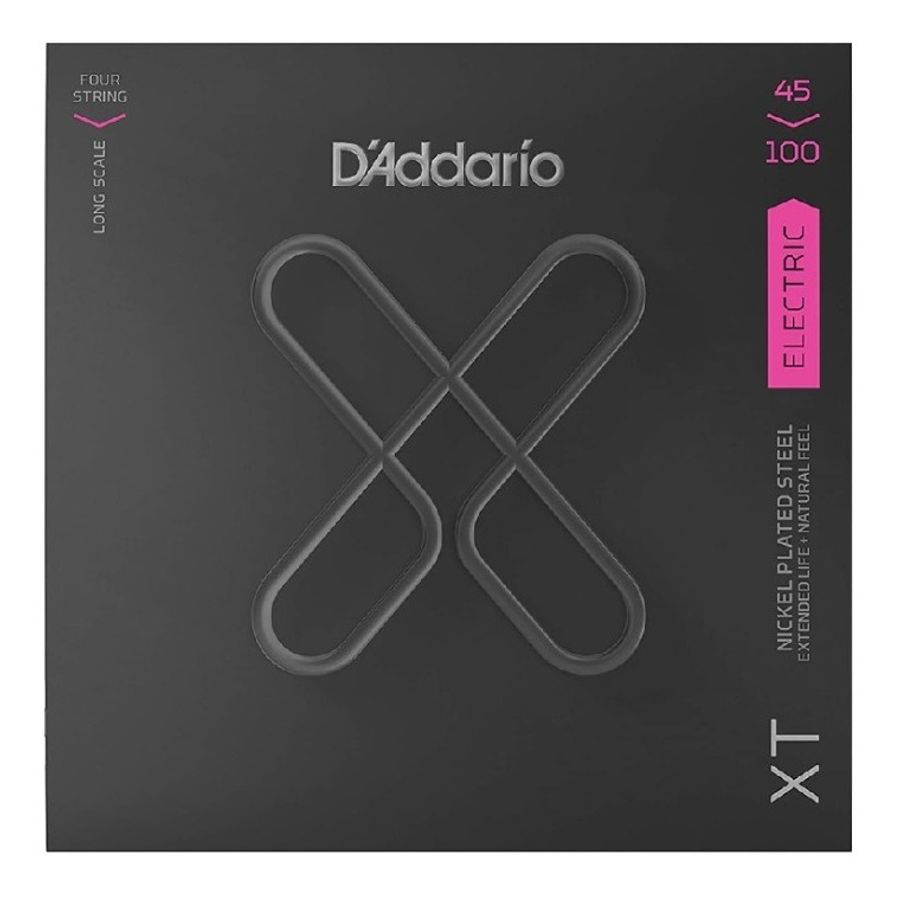 FOUR
STRING
LONG SCALE
D'Addario
45
100
ELECTRIC
NICKEL PLATED STEEL
EXTENDED LIFE + NATURAL FEEL
XT